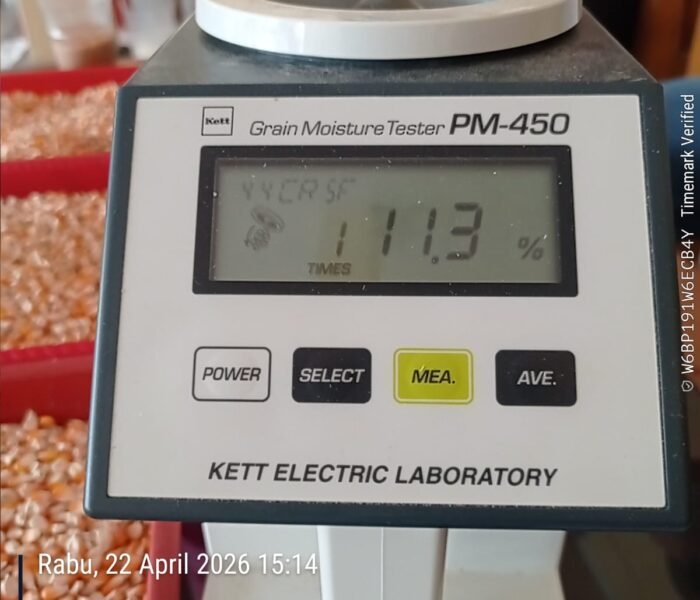 Kett Grain Moisture Tester PM-450
YYCRSF
1 11.3 %
TIMES
POWER SELECT MEA. AVE.
KETT ELECTRIC LABORATORY
Rabu, 22 April 2026 15:14
© W6BP191W6ECB4Y Timemark Verified